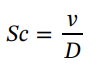 Sc = ν / D